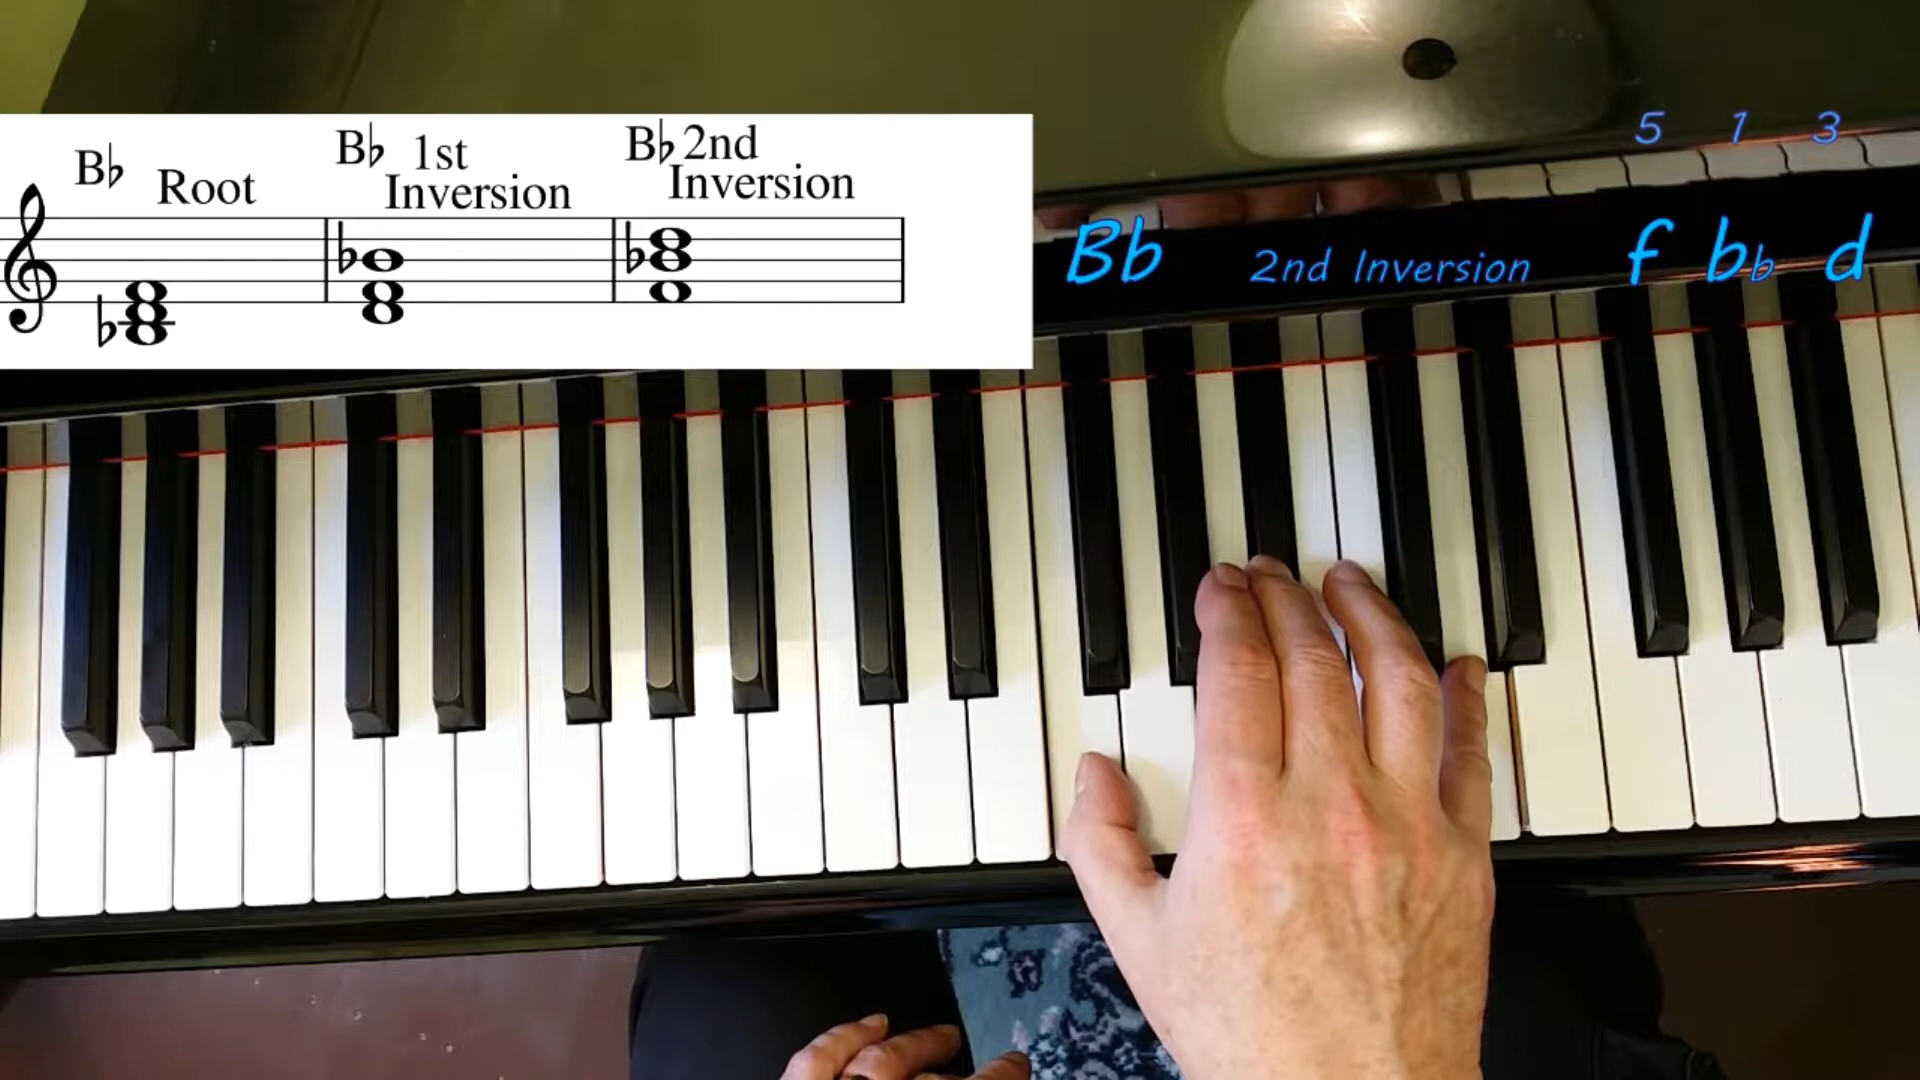 B♭ Root
B♭ 1st Inversion
B♭ 2nd Inversion
5 1 3
Bb 2nd Inversion f bb d